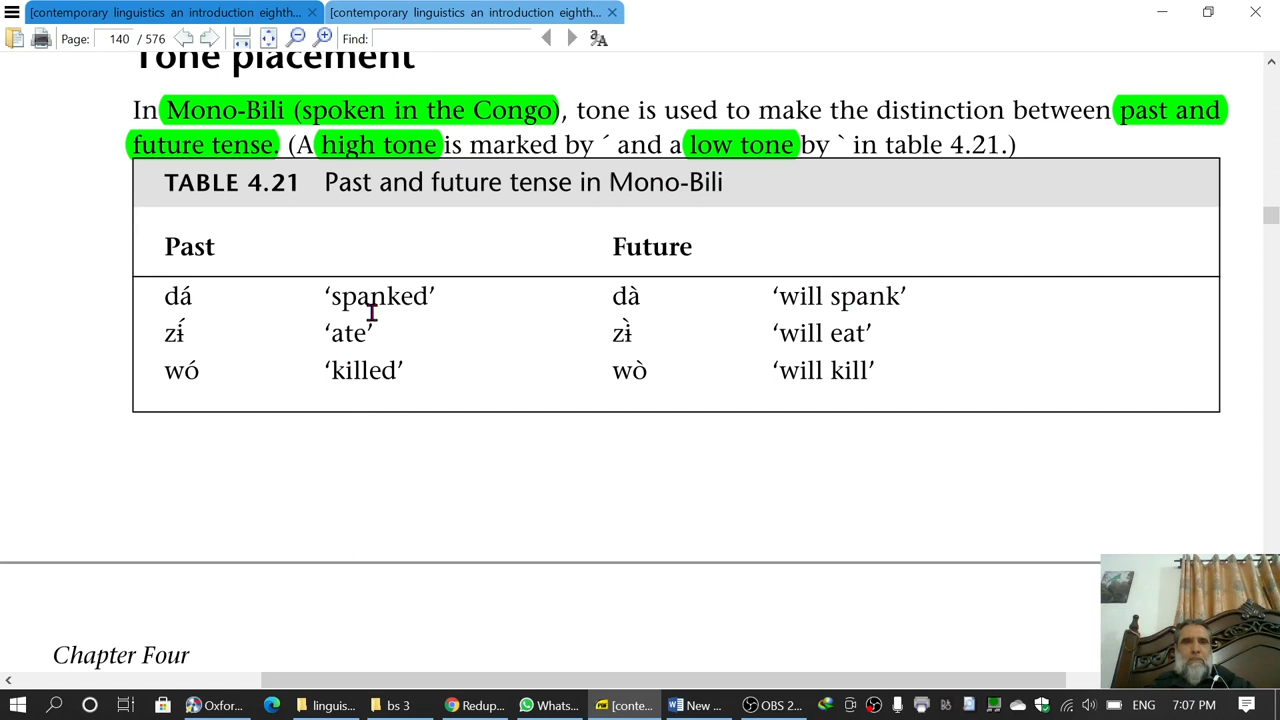 [contemporary linguistics an introduction eighth...
[contemporary linguistics an introduction eighth...
Page: 140 / 576 Find:
Tone placement
In Mono-Bili (spoken in the Congo), tone is used to make the distinction between past and
future tense. (A high tone is marked by ´ and a low tone by ` in table 4.21.)
TABLE 4.21 Past and future tense in Mono-Bili
Past Future
dá ‘spanked’ dà ‘will spank’
zɨ́ ‘ate’ zɨ̀ ‘will eat’
wó ‘killed’ wò ‘will kill’
Chapter Four
Oxfor... linguis... bs 3 Redup... Whats... [conte... New ... OBS 2... ENG 7:07 PM